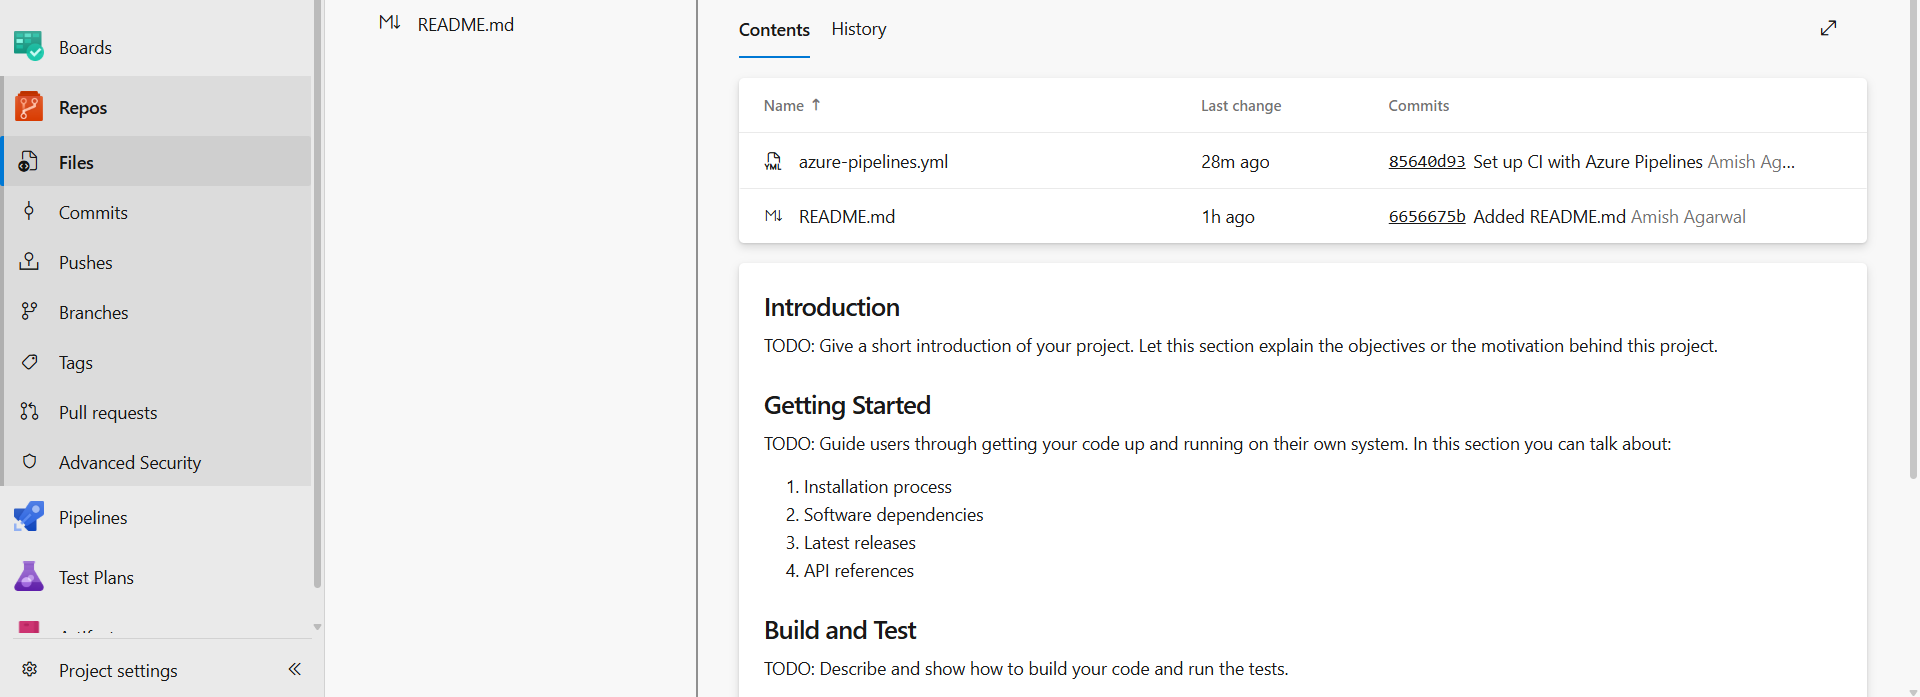 Boards
Repos
Files
Commits
Pushes
Branches
Tags
Pull requests
Advanced Security
Pipelines
Test Plans
Project settings
README.md
Contents History
Name Last change Commits
azure-pipelines.yml 28m ago 85640d93 Set up CI with Azure Pipelines Amish Ag...
README.md 1h ago 6656675b Added README.md Amish Agarwal
Introduction
TODO: Give a short introduction of your project. Let this section explain the objectives or the motivation behind this project.
Getting Started
TODO: Guide users through getting your code up and running on their own system. In this section you can talk about:
1. Installation process
2. Software dependencies
3. Latest releases
4. API references
Build and Test
TODO: Describe and show how to build your code and run the tests.